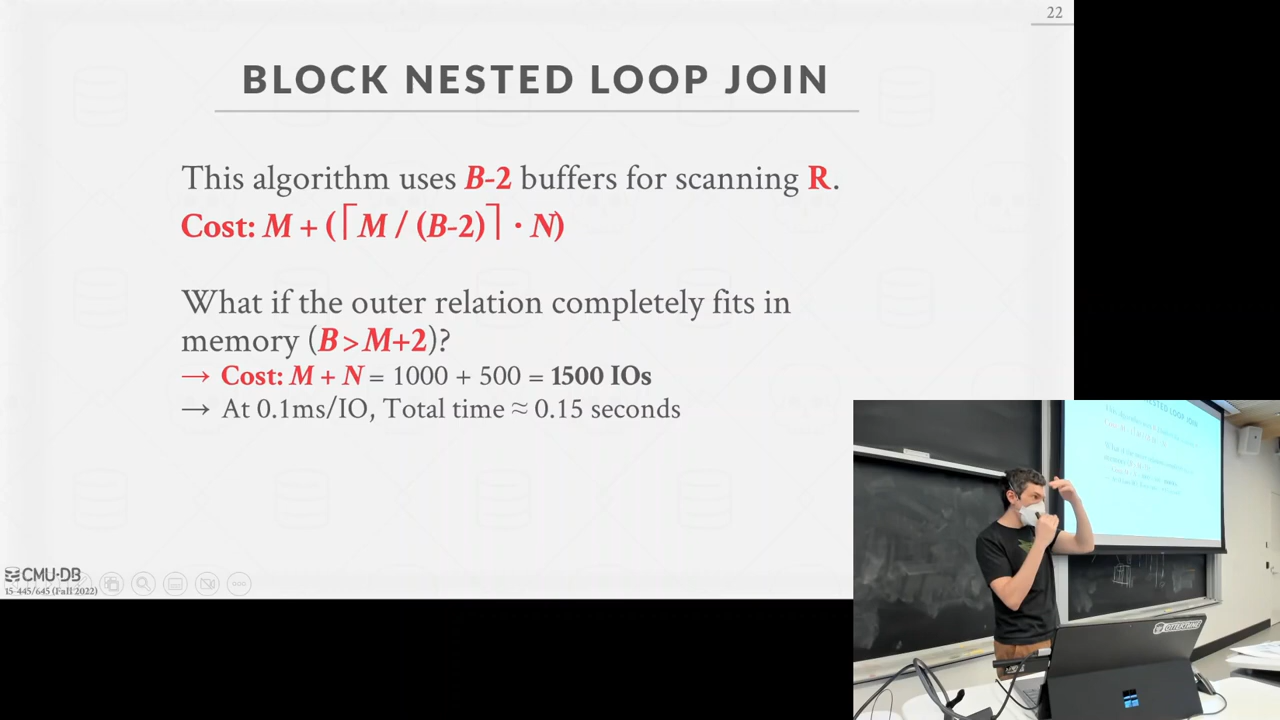 22
BLOCK NESTED LOOP JOIN
This algorithm uses B-2 buffers for scanning R.
Cost: M + (⌈M / (B-2)⌉ · N)
What if the outer relation completely fits in
memory (B>M+2)?
→ Cost: M + N = 1000 + 500 = 1500 IOs
→ At 0.1ms/IO, Total time ≈ 0.15 seconds
CMU·DB
15-445/645 (Fall 2022)